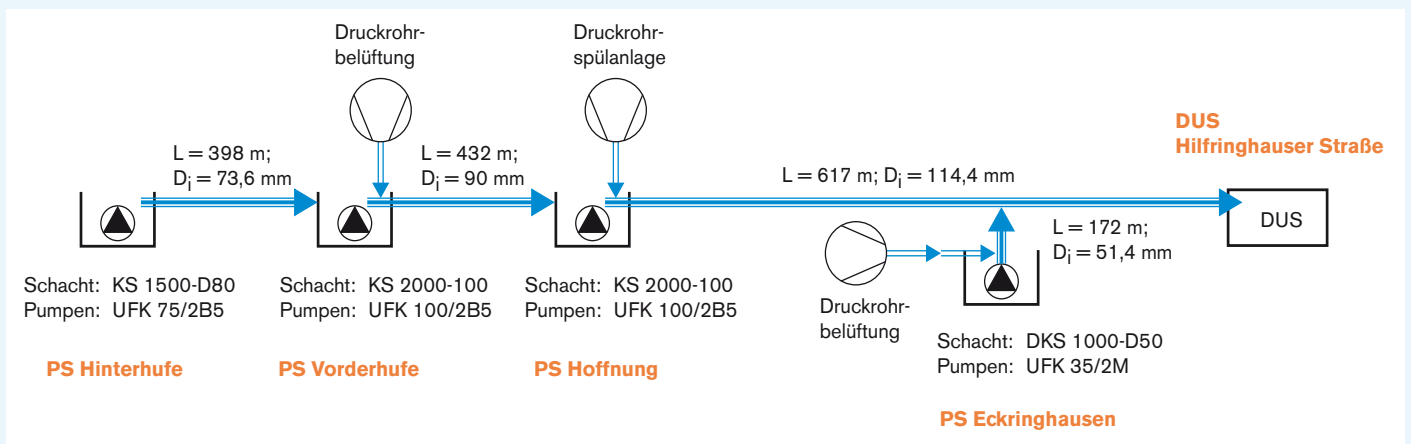 Druckrohr-
belüftung
Druckrohr-
spülanlage
DUS
Hilfringhauser Straße
L = 398 m;
Di = 73,6 mm
L = 432 m;
Di = 90 mm
L = 617 m; Di = 114,4 mm
DUS
L = 172 m;
Di = 51,4 mm
Schacht: KS 1500-D80
Pumpen: UFK 75/2B5
PS Hinterhufe
Schacht: KS 2000-100
Pumpen: UFK 100/2B5
PS Vorderhufe
Schacht: KS 2000-100
Pumpen: UFK 100/2B5
PS Hoffnung
Druckrohr-
belüftung
Schacht: DKS 1000-D50
Pumpen: UFK 35/2M
PS Eckringhausen